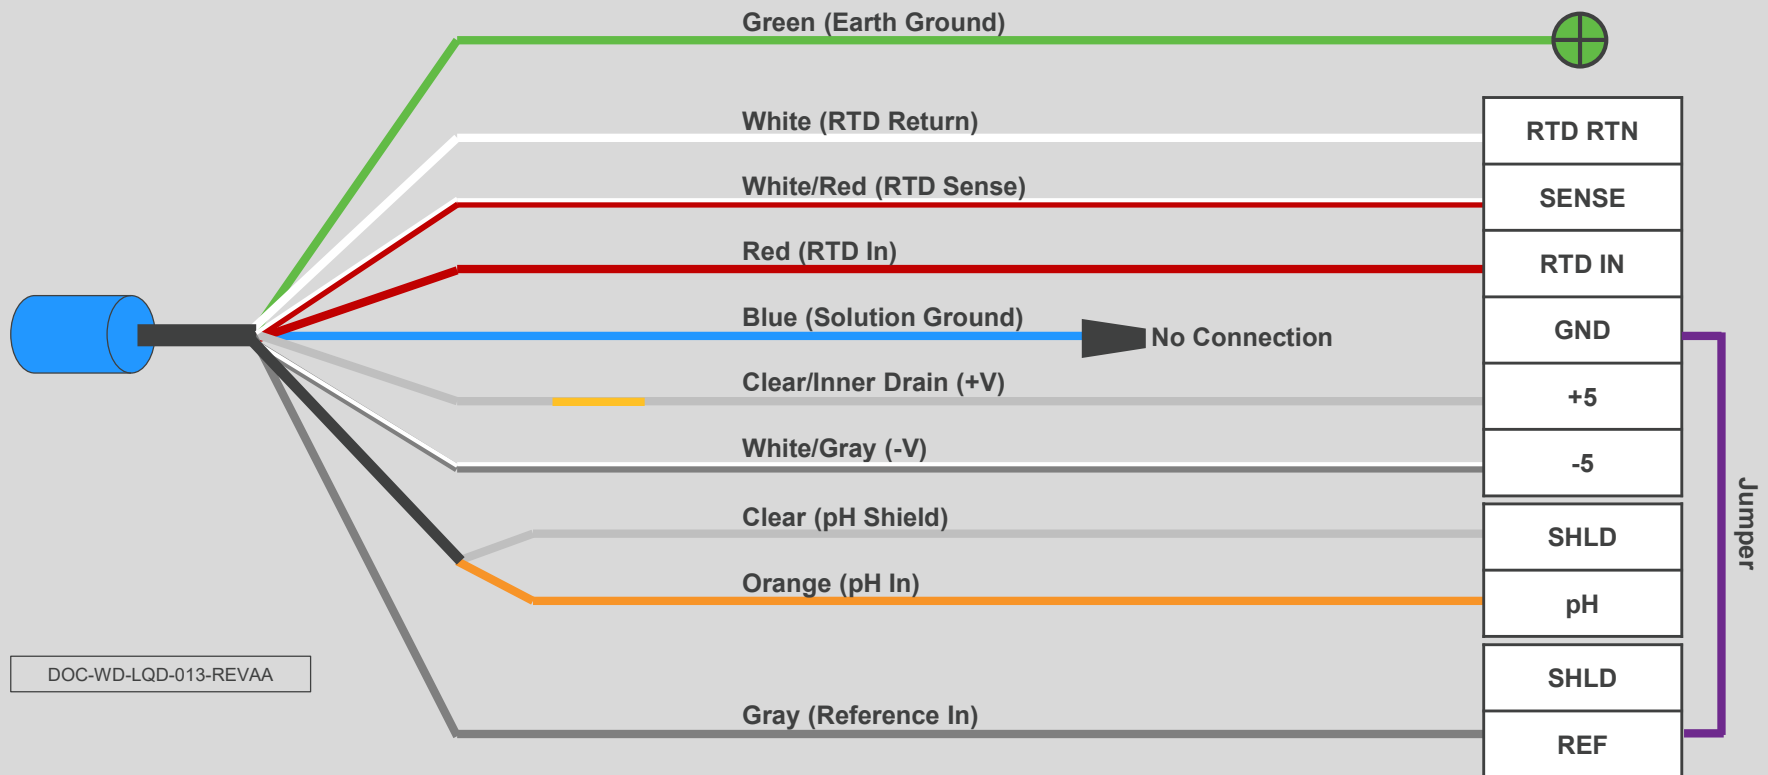 Green (Earth Ground)
White (RTD Return)
RTD RTN
White/Red (RTD Sense)
SENSE
Red (RTD In)
RTD IN
Blue (Solution Ground)
No Connection
GND
Clear/Inner Drain (+V)
+5
White/Gray (-V)
-5
Jumper
Clear (pH Shield)
SHLD
Orange (pH In)
pH
DOC-WD-LQD-013-REVAA
SHLD
Gray (Reference In)
REF